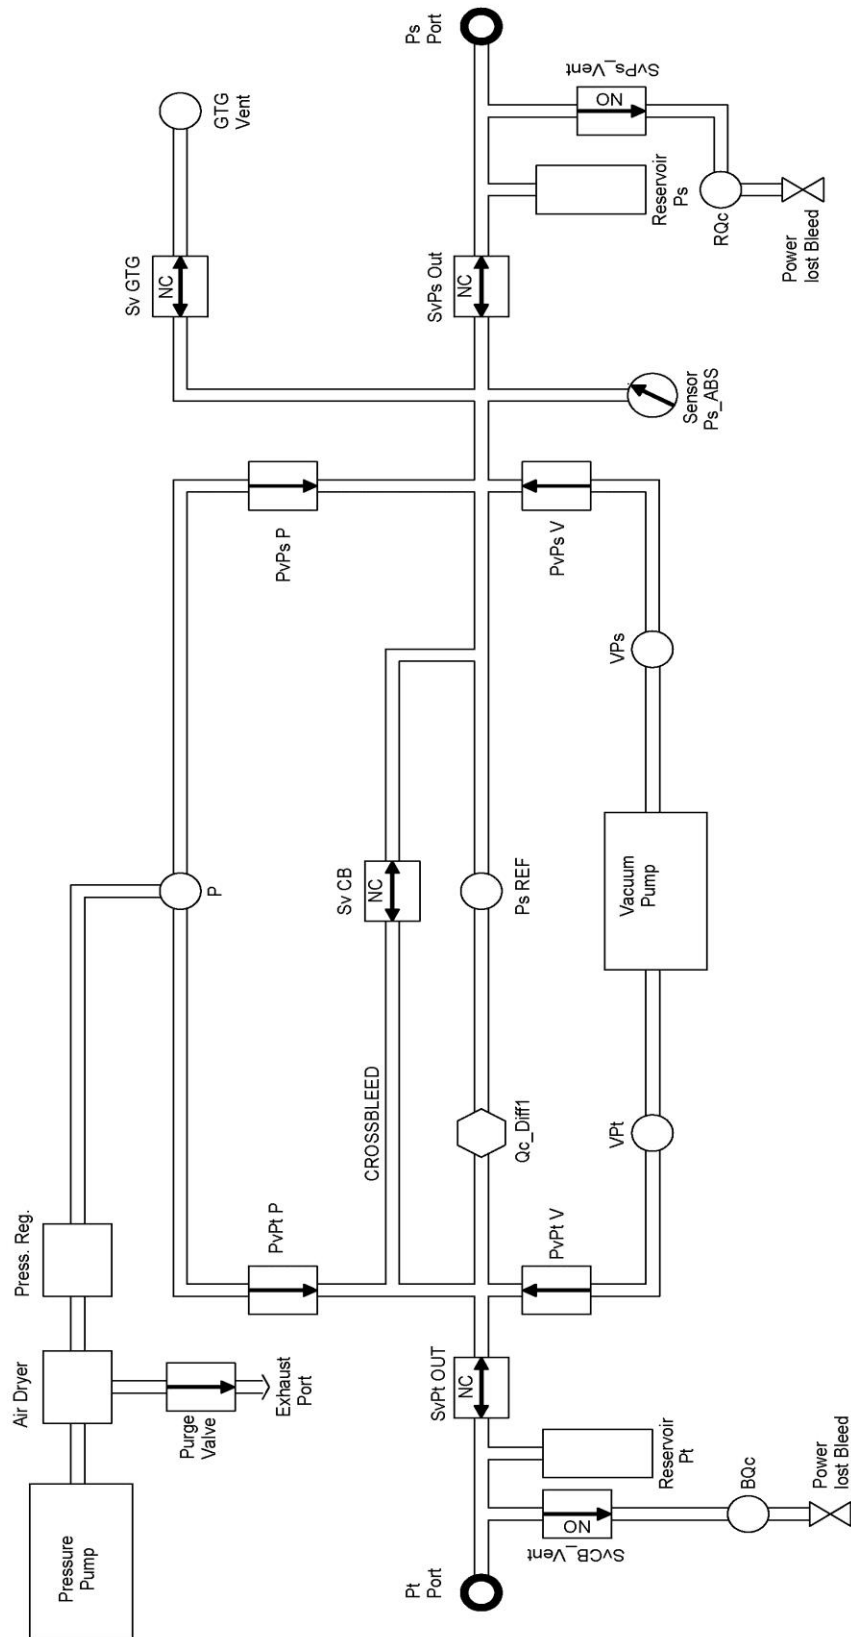 Pressure
Pump
Air Dryer
Press. Reg.
Purge
Valve
Exhaust
Port
P
PvPt P
PvPs P
Sv GTG
NC
GTG
Vent
CROSSBLEED
Sv CB
NC
Pt
Port
SvPt OUT
NC
Qc_Diff1
Ps REF
SvPs Out
NC
Ps
Port
SvCB_Vent
NO
Reservoir
Pt
PvPt V
PvPs V
Sensor
Ps_ABS
Reservoir
Ps
SvPs_Vent
NO
BQc
Power
lost Bleed
VPt
Vacuum
Pump
VPs
RQc
Power
lost Bleed